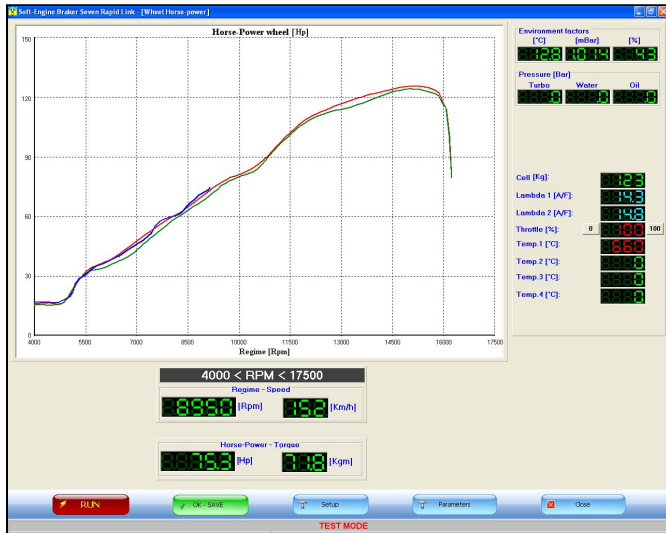 Soft-Engine Braker Seven Rapid Link - [Wheel Horse-power]
Horse-Power wheel [Hp]
150
120
90
60
30
0
4000 5500 7000 8500 10000 11500 13000 14500 16000 17500
Regime [Rpm]
Environment factors
[°C] [mBar] [%]
12.8 1.014 43
Pressure [Bar]
Turbo Water Oil
.0 .0 .0
Cell [Kg]: 123
Lambda 1 [A/F]: 14.3
Lambda 2 [A/F]: 14.8
Throttle [%]: 0 100 100
Temp.1 [°C]: 660
Temp.2 [°C]: 0
Temp.3 [°C]: 0
Temp.4 [°C]: 0
4000 < RPM < 17500
Regime - Speed
8950 [Rpm] 152 [Km/h]
Horse-Power - Torque
75.3 [Hp] 71.8 [Kgm]
RUN OK - SAVE Setup Parameters Close
TEST MODE